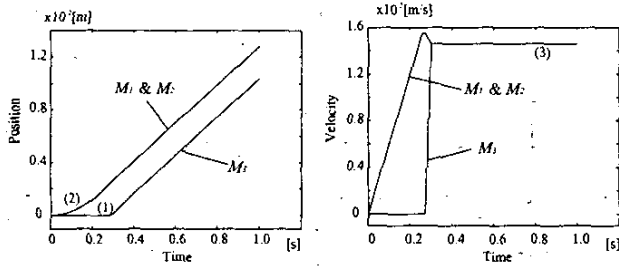 x10⁻²[m]
1.2
0.8
0.4
0
Position
M₁ & M₂
M₃
(2)
(1)
0
0.2
0.4
0.6
0.8
1.0
[s]
Time
x10⁻²[m/s]
1.6
1.2
0.8
0.4
0
Velocity
(3)
M₁ & M₂
M₃
0
0.2
0.4
0.6
0.8
1.0
[s]
Time